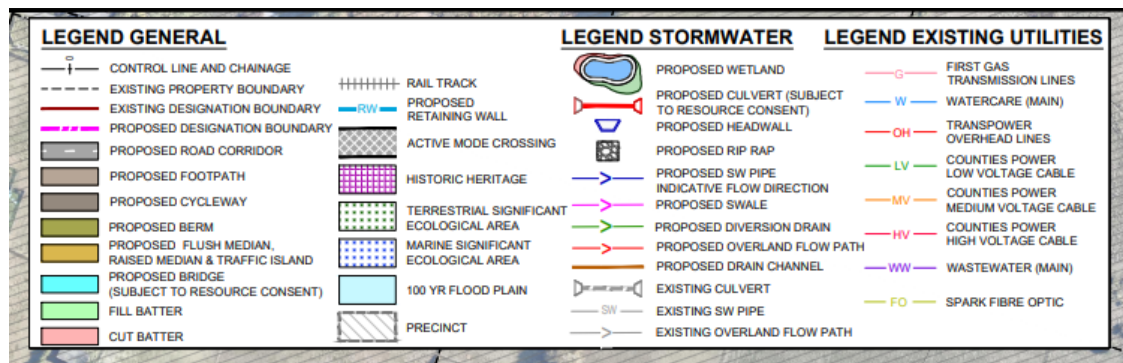 LEGEND GENERAL
CONTROL LINE AND CHAINAGE
EXISTING PROPERTY BOUNDARY
EXISTING DESIGNATION BOUNDARY
PROPOSED DESIGNATION BOUNDARY
PROPOSED ROAD CORRIDOR
PROPOSED FOOTPATH
PROPOSED CYCLEWAY
PROPOSED BERM
PROPOSED FLUSH MEDIAN,
RAISED MEDIAN & TRAFFIC ISLAND
PROPOSED BRIDGE
(SUBJECT TO RESOURCE CONSENT)
FILL BATTER
CUT BATTER
RAIL TRACK
RW
PROPOSED
RETAINING WALL
ACTIVE MODE CROSSING
HISTORIC HERITAGE
TERRESTRIAL SIGNIFICANT
ECOLOGICAL AREA
MARINE SIGNIFICANT
ECOLOGICAL AREA
100 YR FLOOD PLAIN
PRECINCT
LEGEND STORMWATER
PROPOSED WETLAND
PROPOSED CULVERT (SUBJECT
TO RESOURCE CONSENT)
PROPOSED HEADWALL
PROPOSED RIP RAP
PROPOSED SW PIPE
INDICATIVE FLOW DIRECTION
PROPOSED SWALE
PROPOSED DIVERSION DRAIN
PROPOSED OVERLAND FLOW PATH
PROPOSED DRAIN CHANNEL
EXISTING CULVERT
SW EXISTING SW PIPE
EXISTING OVERLAND FLOW PATH
LEGEND EXISTING UTILITIES
G
FIRST GAS
TRANSMISSION LINES
W WATERCARE (MAIN)
OH
TRANSPOWER
OVERHEAD LINES
LV
COUNTIES POWER
LOW VOLTAGE CABLE
MV
COUNTIES POWER
MEDIUM VOLTAGE CABLE
HV
COUNTIES POWER
HIGH VOLTAGE CABLE
WW WASTEWATER (MAIN)
FO SPARK FIBRE OPTIC